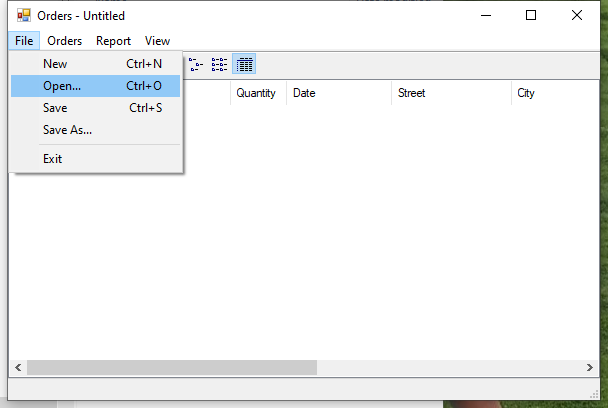 Orders - Untitled
File Orders Report View
New Ctrl+N
Open... Ctrl+O
Save Ctrl+S
Save As...
Exit
Quantity Date Street City